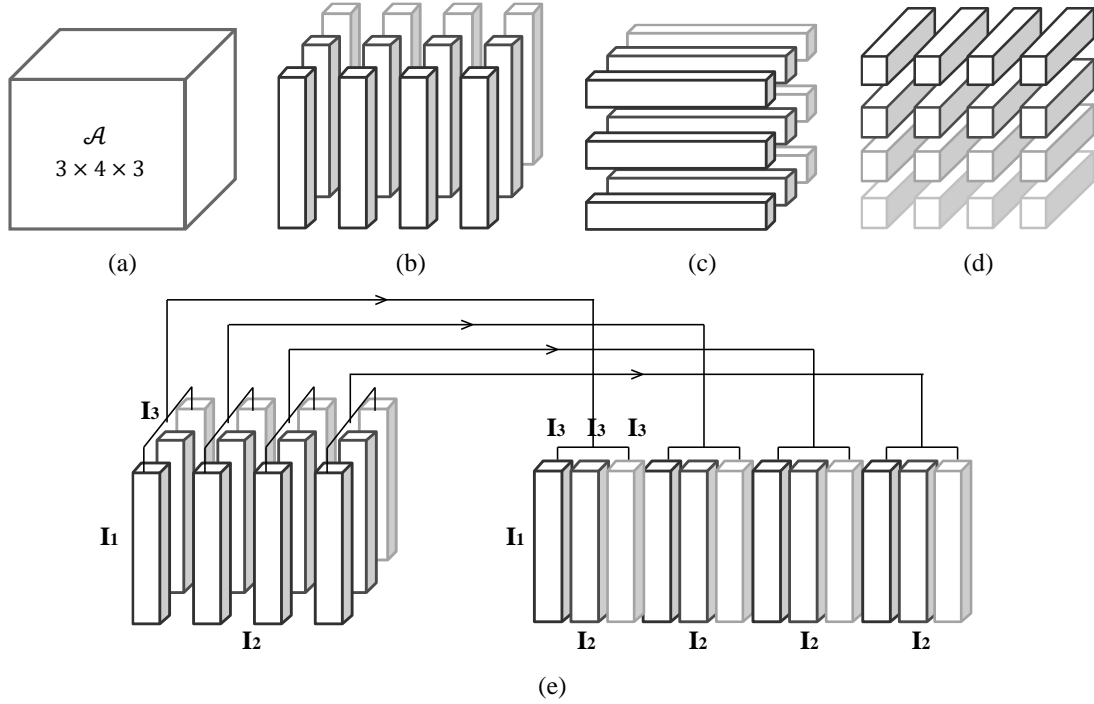 𝒜
3 × 4 × 3
(a)
(b)
(c)
(d)
I3
I1
I2
I3 I3 I3
I1
I2 I2 I2 I2
(e)